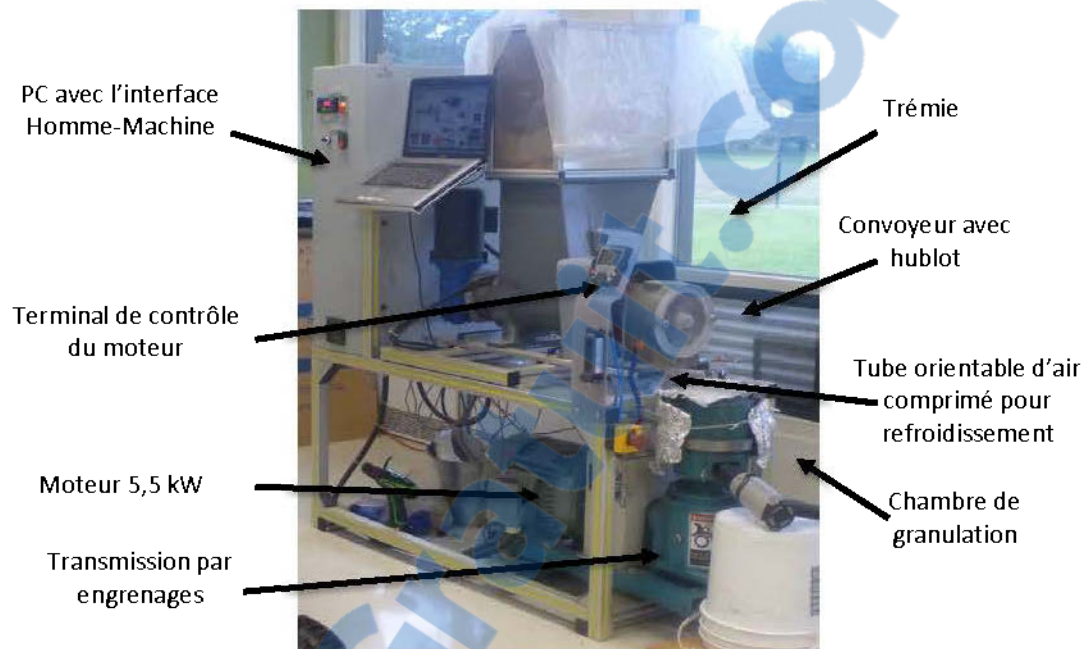 PC avec l'interface
Homme-Machine
Trémie
Convoyeur avec
hublot
Terminal de contrôle
du moteur
Tube orientable d'air
comprimé pour
refroidissement
Moteur 5,5 kW
Chambre de
granulation
Transmission par
engrenages